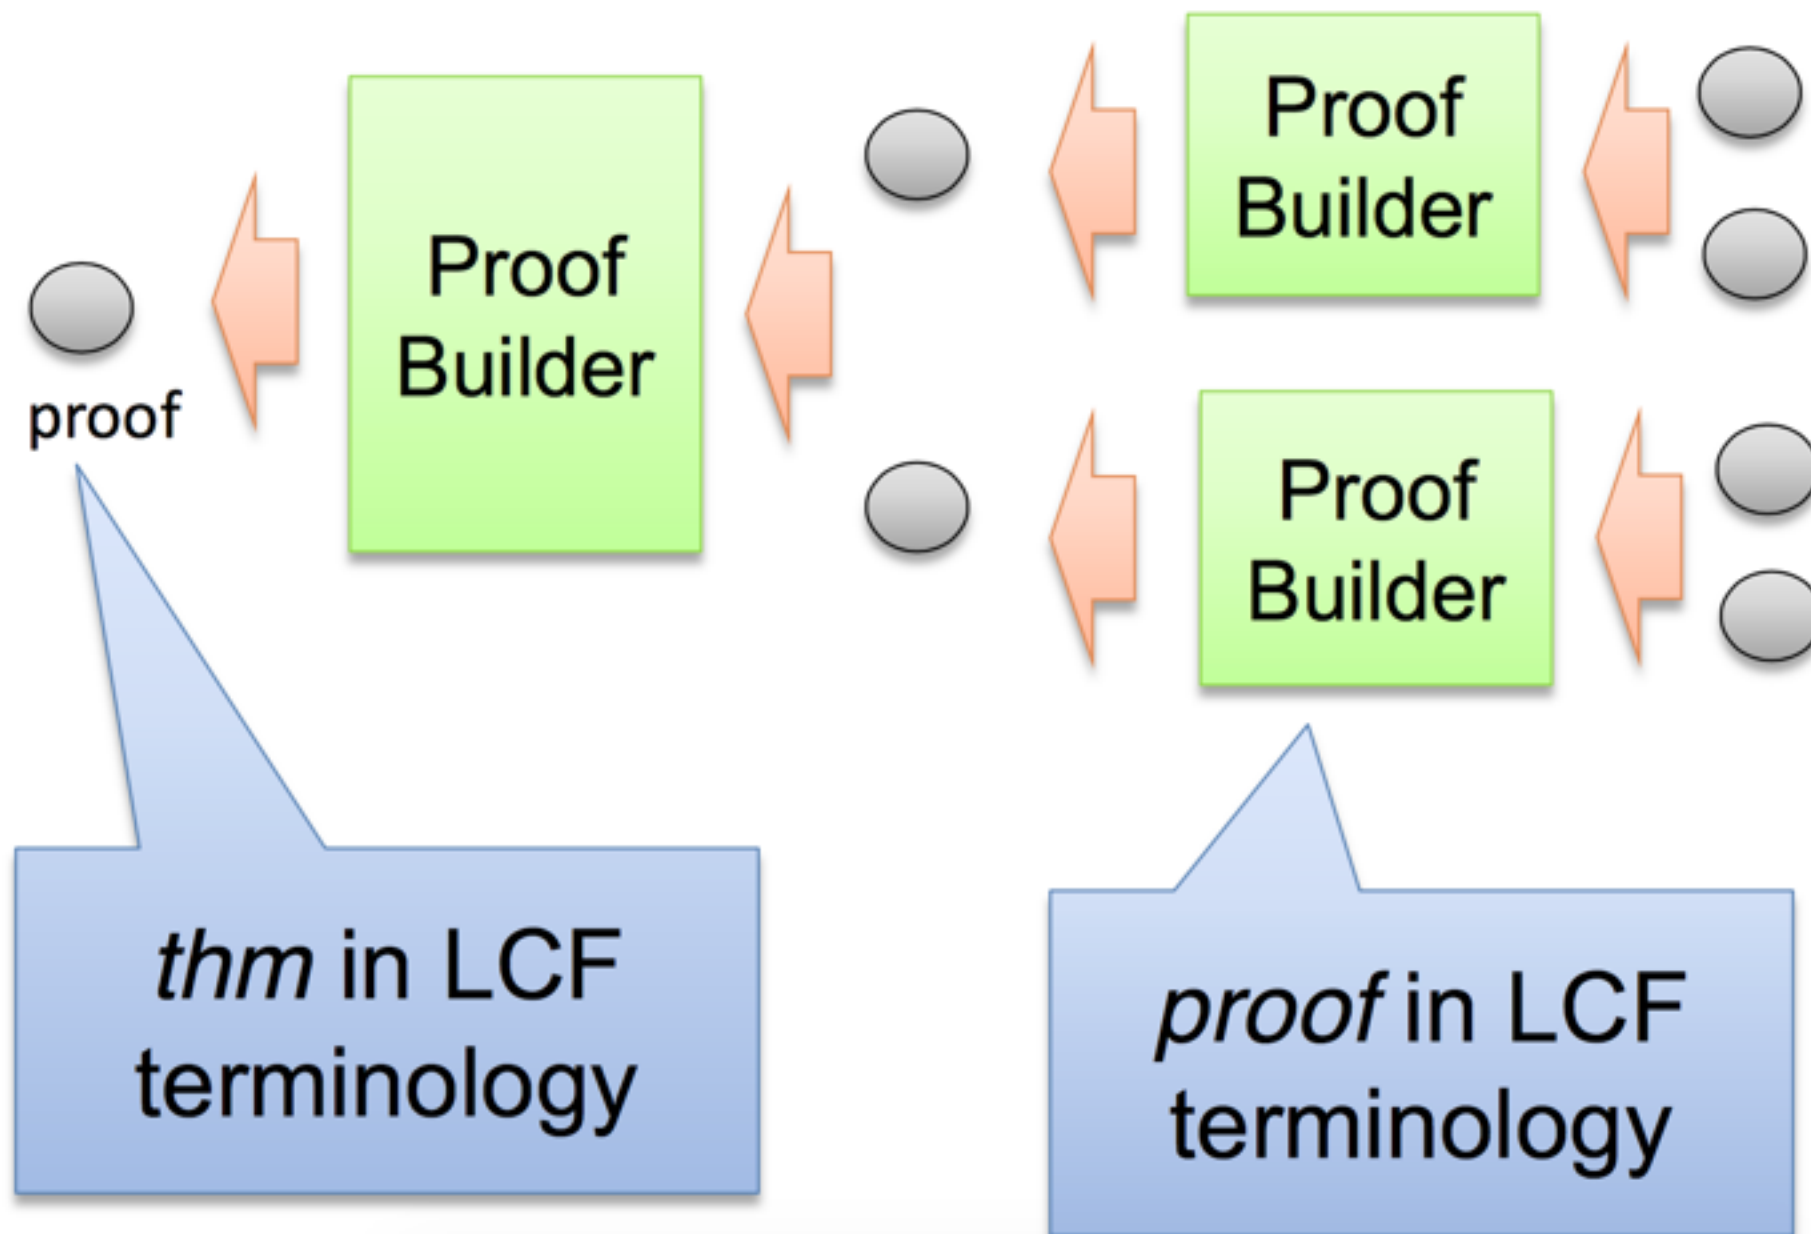 Proof
Builder
Proof
Builder
proof
Proof
Builder
thm in LCF
terminology
proof in LCF
terminology